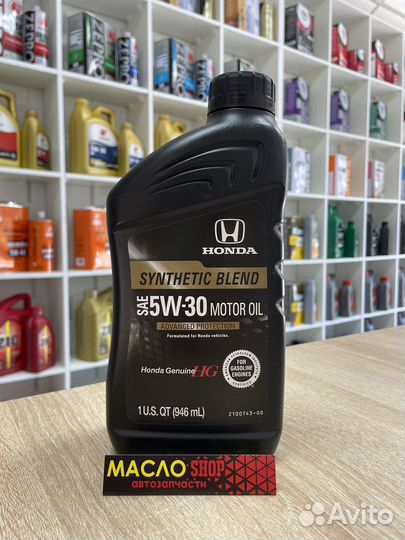 HONDA
SYNTHETIC BLEND
SAE 5W-30 MOTOR OIL
ADVANCED PROTECTION
Formulated for Honda vehicles.
Honda Genuine HG
FOR
GASOLINE
ENGINES
1 U.S. QT (946 mL)
2100743-00
МАСЛО SHOP
автозапчасти
ZIC
Avito